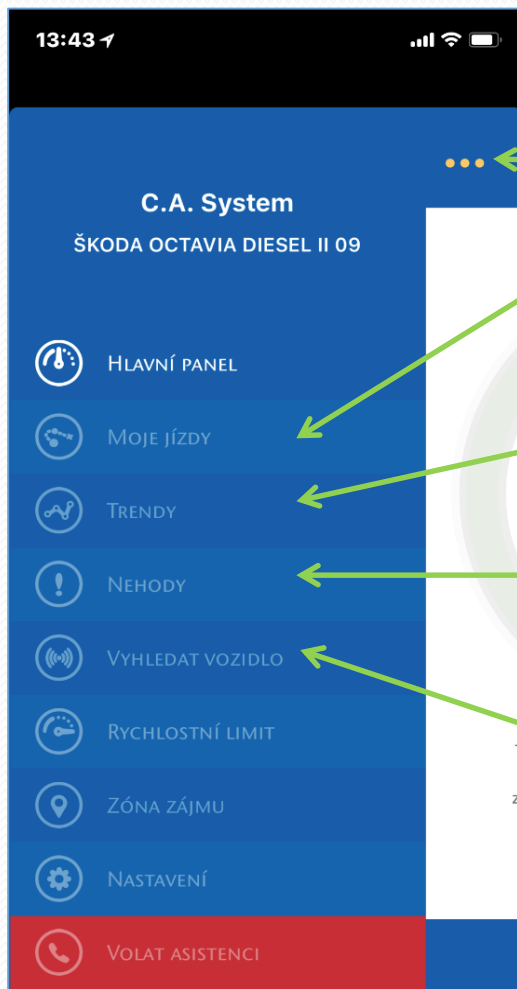 13:43
C.A. System
ŠKODA OCTAVIA DIESEL II 09
HLAVNÍ PANEL
MOJE JÍZDY
TRENDY
NEHODY
VYHLEDAT VOZIDLO
RYCHLOSTNÍ LIMIT
ZÓNA ZÁJMU
NASTAVENÍ
VOLAT ASISTENCI